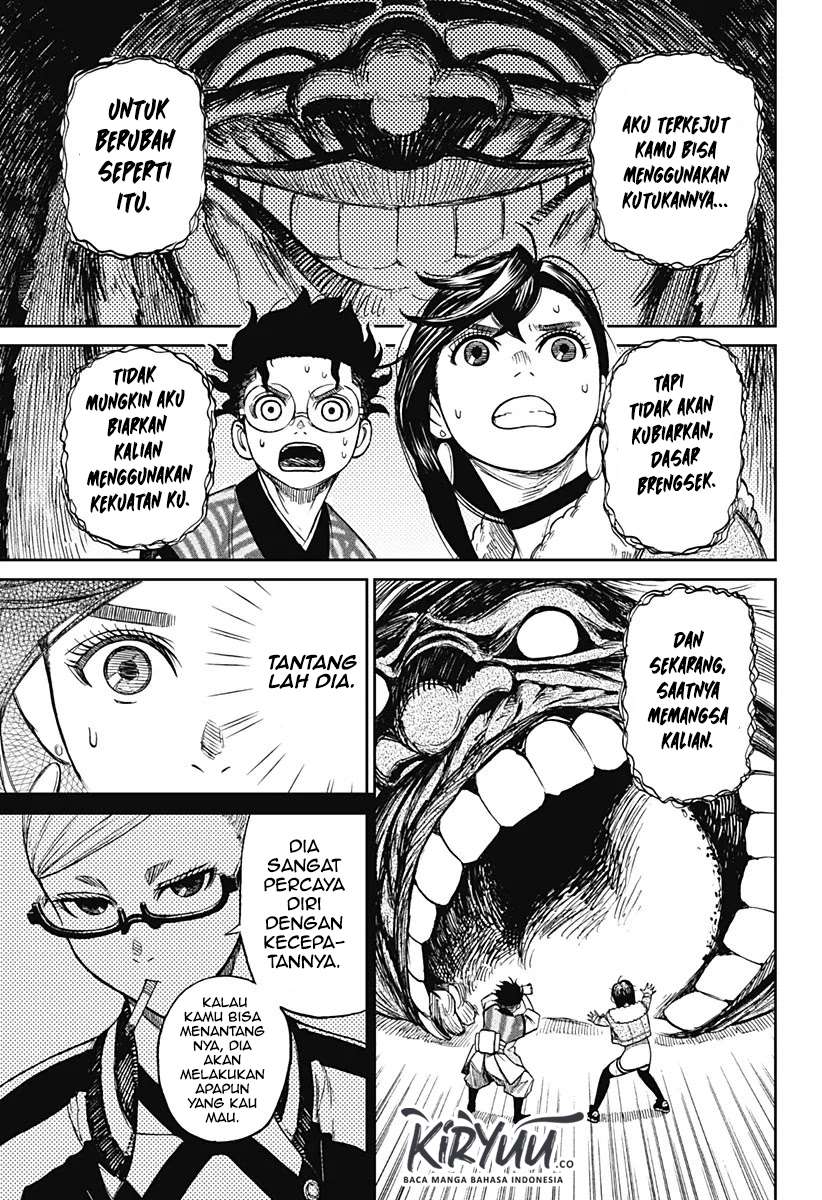 AKU TERKEJUT
KAMU BISA
MENGGUNAKAN
KUTUKANNYA...
UNTUK
BERUBAH
SEPERTI
ITU.
TAPI
TIDAK AKAN
KUBIARKAN,
DASAR
BRENGSEK.
TIDAK
MUNGKIN AKU
BIARKAN
KALIAN
MENGGUNAKAN
KEKUATAN KU.
DAN
SEKARANG,
SAATNYA
MEMANGSA
KALIAN.
TANTANG
LAH DIA.
DIA
SANGAT
PERCAYA
DIRI
DENGAN
KECEPA-
TANNYA.
KALAU
KAMU BISA
MENANTANG
NYA, DIA
AKAN
MELAKUKAN
APAPUN
YANG KAU
MAU.
KIRYUU.CO
BACA MANGA BAHASA INDONESIA